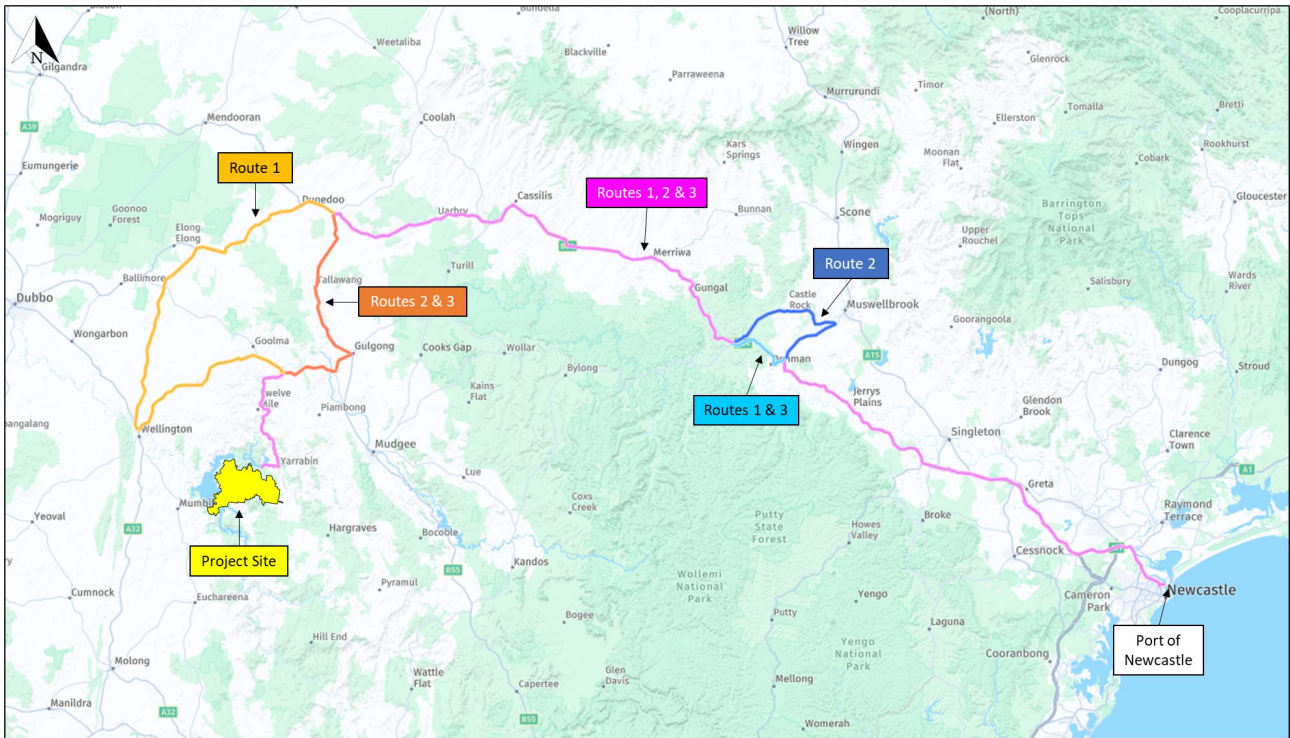 Cooplacurripa
(North)
Bundella
Weetaliba
Blackville
Willow
Tree
Glenrock
N
Gilgandra
Parraweena
Murrurundi
Timor
Tomalla
Bretti
Mendooran
Coolah
Ellerston
A39
Kars
Springs
Wingen
Moonan
Flat
Rookhurst
Cobark
Eumungerie
Route 1
Dunedoo
Cassilis
Routes 1, 2 & 3
Gloucester
Uarbry
Bunnan
Scone
Barrington
Tops
National
Park
Mogriguy
Goonoo
Forest
Elong
Elong
Merriwa
Upper
Rouchel
Route 2
Ballimore
Tallawang
Turill
Gungal
Castle
Rock
Muswellbrook
Salisbury
Wards
River
Dubbo
Routes 2 & 3
Goorangoola
Wongarbon
Goolma
Gulgong
Cooks Gap
Wollar
A15
Dungog
Stroud
Bylong
Kains
Flat
Routes 1 & 3
Jerrys
Plains
Glendon
Brook
Twelve
Mile
Piambong
Wellington
Mudgee
Singleton
Clarence
Town
Yarrabin
Lue
A1
Greta
Coxs
Creek
Raymond
Terrace
Yeoval
A32
Hargraves
Bocoble
Putty
State
Forest
Howes
Valley
Broke
Project Site
Kandos
Cessnock
B55
Wollemi
National
Park
Pyramul
Cumnock
Euchareena
Yengo
Cameron
Park
Newcastle
Bogee
Putty
Hill End
Yengo
National
Park
Laguna
Port of
Newcastle
Cooranbong
Molong
Wattle
Flat
Glen
Davis
Capertee
Mellong
Manildra
A32
B55
Womerah